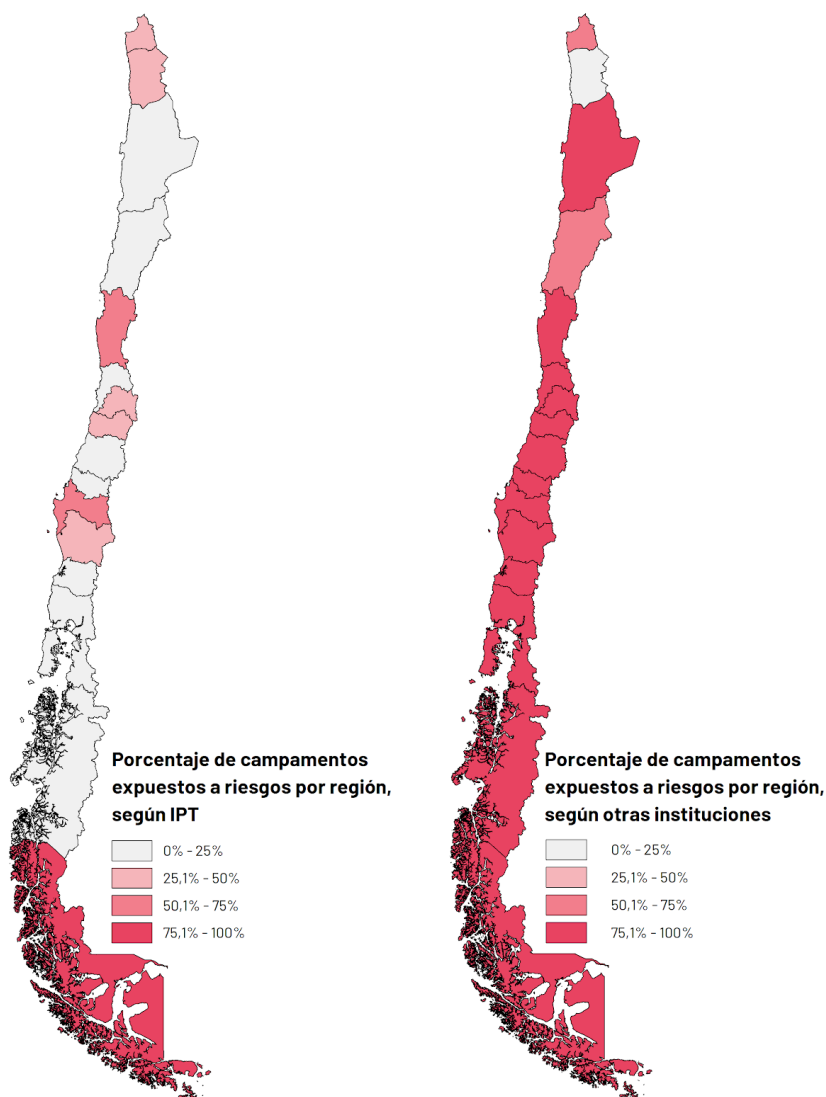 Porcentaje de campamentos
expuestos a riesgos por región,
según IPT
0% - 25%
25,1% - 50%
50,1% - 75%
75,1% - 100%
Porcentaje de campamentos
expuestos a riesgos por región,
según otras instituciones
0% - 25%
25,1% - 50%
50,1% - 75%
75,1% - 100%